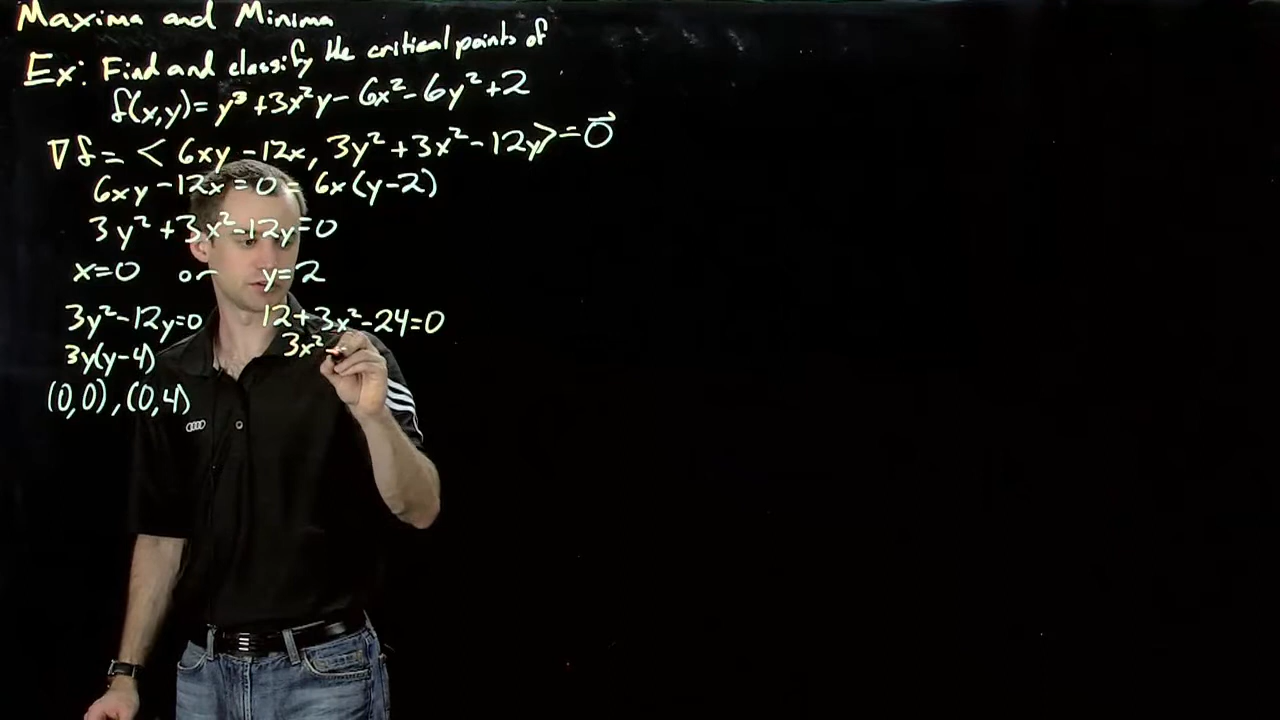 Maxima and Minima
Ex: Find and classify the critical points of
f(x,y)= y³+3x²y-6x²-6y²+2
∇f = <6xy-12x, 3y²+3x²-12y> = 0⃗
6xy-12x=0 = 6x(y-2)
3y²+3x²-12y=0
x=0 or y=2
3y²-12y=0 12+3x²-24=0
3y(y-4) 3x²-
(0,0),(0,4)